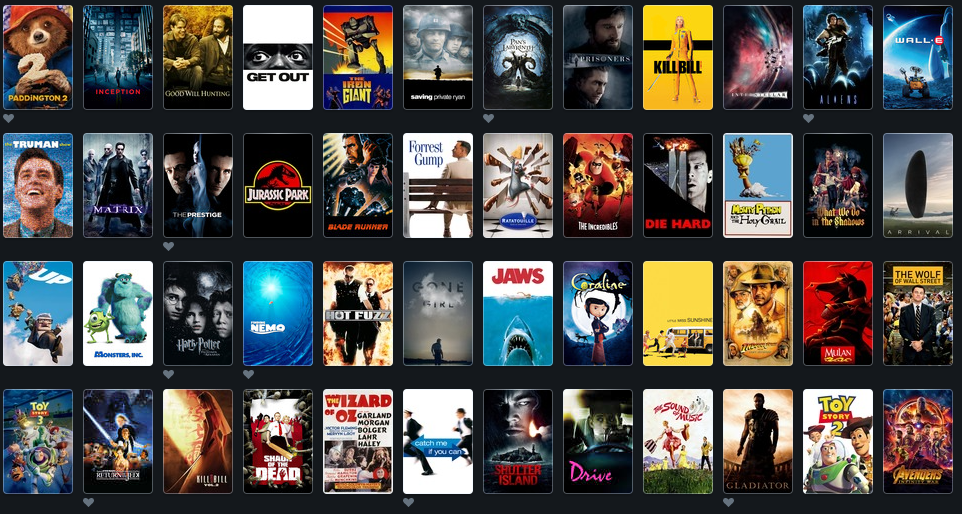 PADDINGTON 2
INCEPTION
GOOD WILL HUNTING
GET OUT
THE
IRON
GIANT
saving private ryan
PAN'S
LABYRINTH
PRISONERS
KILL BILL
INTERSTELLAR
ALIENS
WALL·E
THE TRUMAN show
MATRIX
THE PRESTIGE
JURASSIC PARK
BLADE RUNNER
Forrest
Gump
RATATOUILLE
THE INCREDIBLES
DIE HARD
MONTY PYTHON
AND THE HOLY GRAIL
What We Do
in the Shadows
ARRIVAL
UP
MONSTERS, INC.
Harry Potter
FINDING
NEMO
HOT FUZZ
GONE
GIRL
JAWS
Coraline
LITTLE MISS SUNSHINE
MULAN
THE WOLF
OF WALL STREET
TOY
STORY
3
STAR WARS
RETURN OF THE JEDI
KILL BILL
VOL. 2
SHAUN
OF THE
DEAD
THE WIZARD
OF OZ
GARLAND
MORGAN
BOLGER
LAHR
HALEY
catch me
if you can
SHUTTER
ISLAND
Drive
THE SOUND
OF MUSIC
GLADIATOR
TOY
STORY
2
AVENGERS
INFINITY WAR